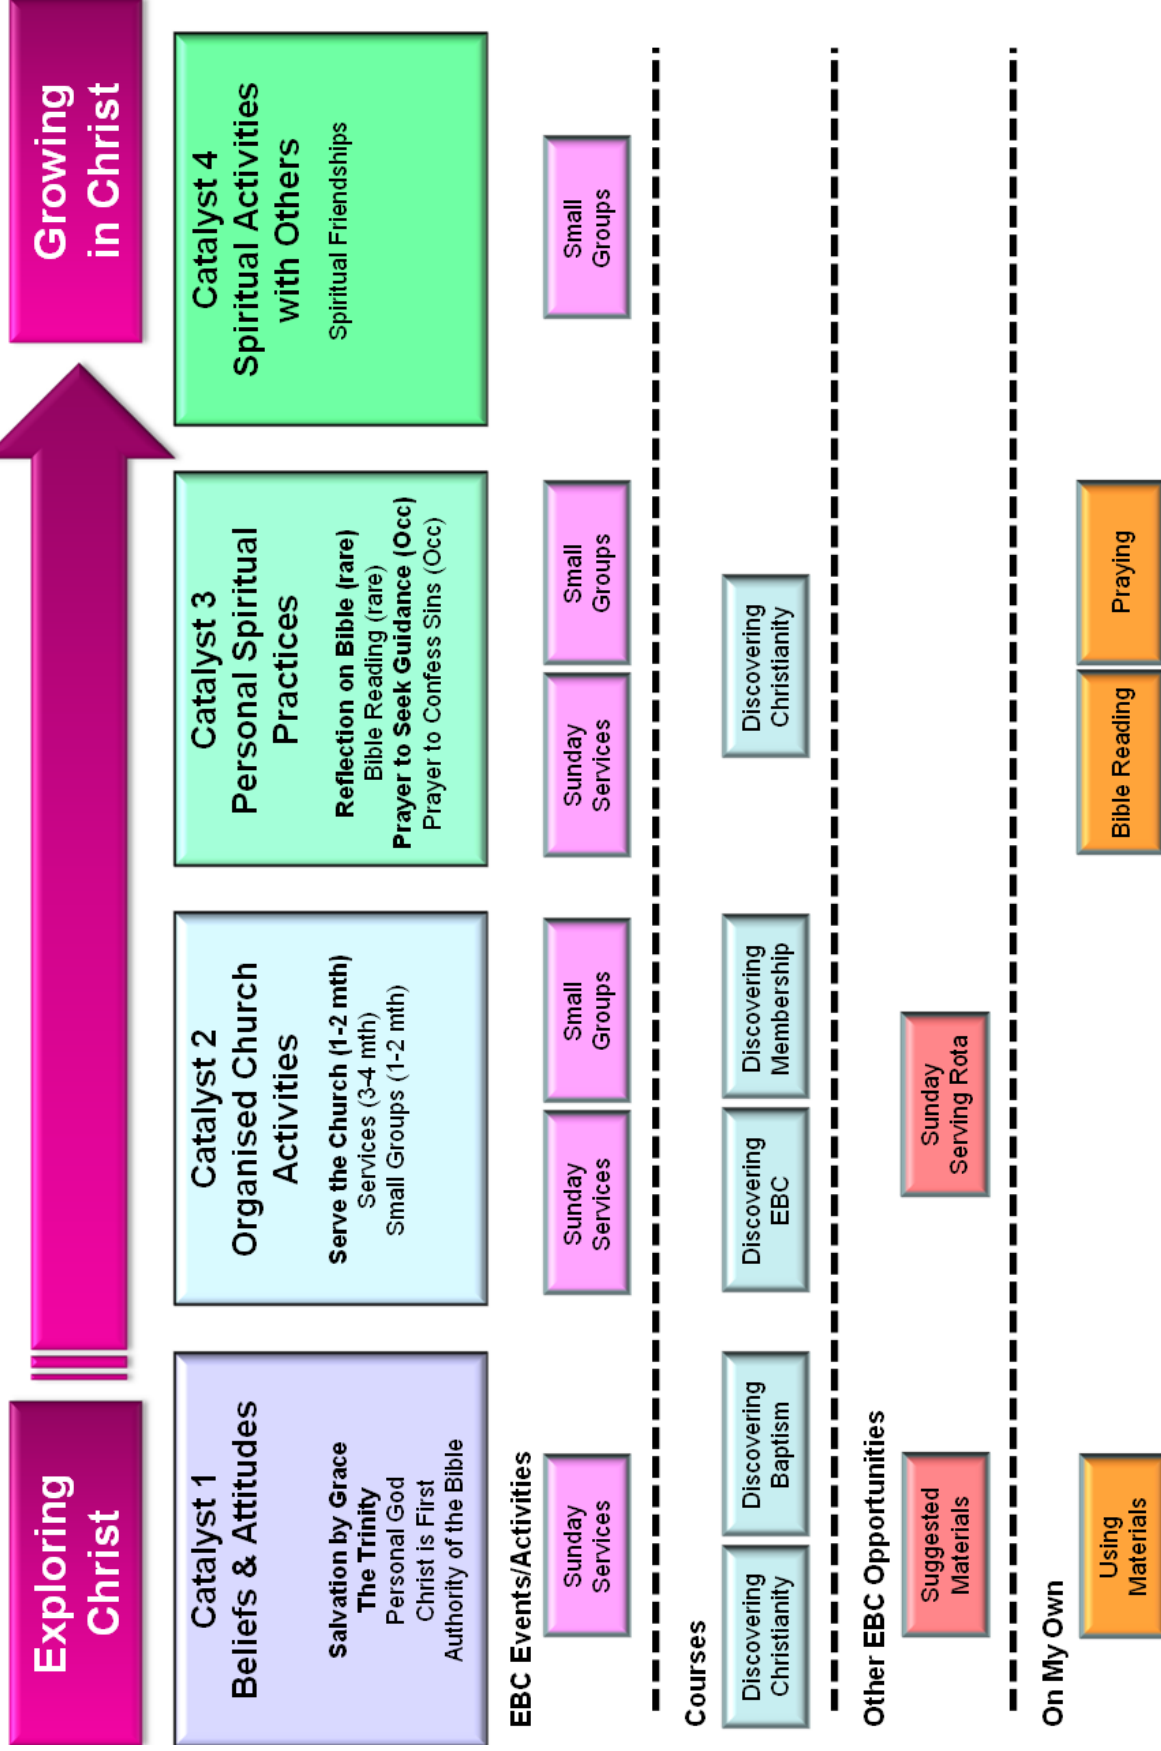 Exploring
Christ
Growing
in Christ
Catalyst 1
Beliefs & Attitudes
Salvation by Grace
The Trinity
Personal God
Christ is First
Authority of the Bible
Catalyst 2
Organised Church
Activities
Serve the Church (1-2 mth)
Services (3-4 mth)
Small Groups (1-2 mth)
Catalyst 3
Personal Spiritual
Practices
Reflection on Bible (rare)
Bible Reading (rare)
Prayer to Seek Guidance (Occ)
Prayer to Confess Sins (Occ)
Catalyst 4
Spiritual Activities
with Others
Spiritual Friendships
EBC Events/Activities
Sunday
Services
Sunday
Services
Small
Groups
Sunday
Services
Small
Groups
Small
Groups
Courses
Discovering
Christianity
Discovering
Baptism
Discovering
EBC
Discovering
Membership
Discovering
Christianity
Other EBC Opportunities
Suggested
Materials
Sunday
Serving Rota
On My Own
Using
Materials
Bible Reading
Praying